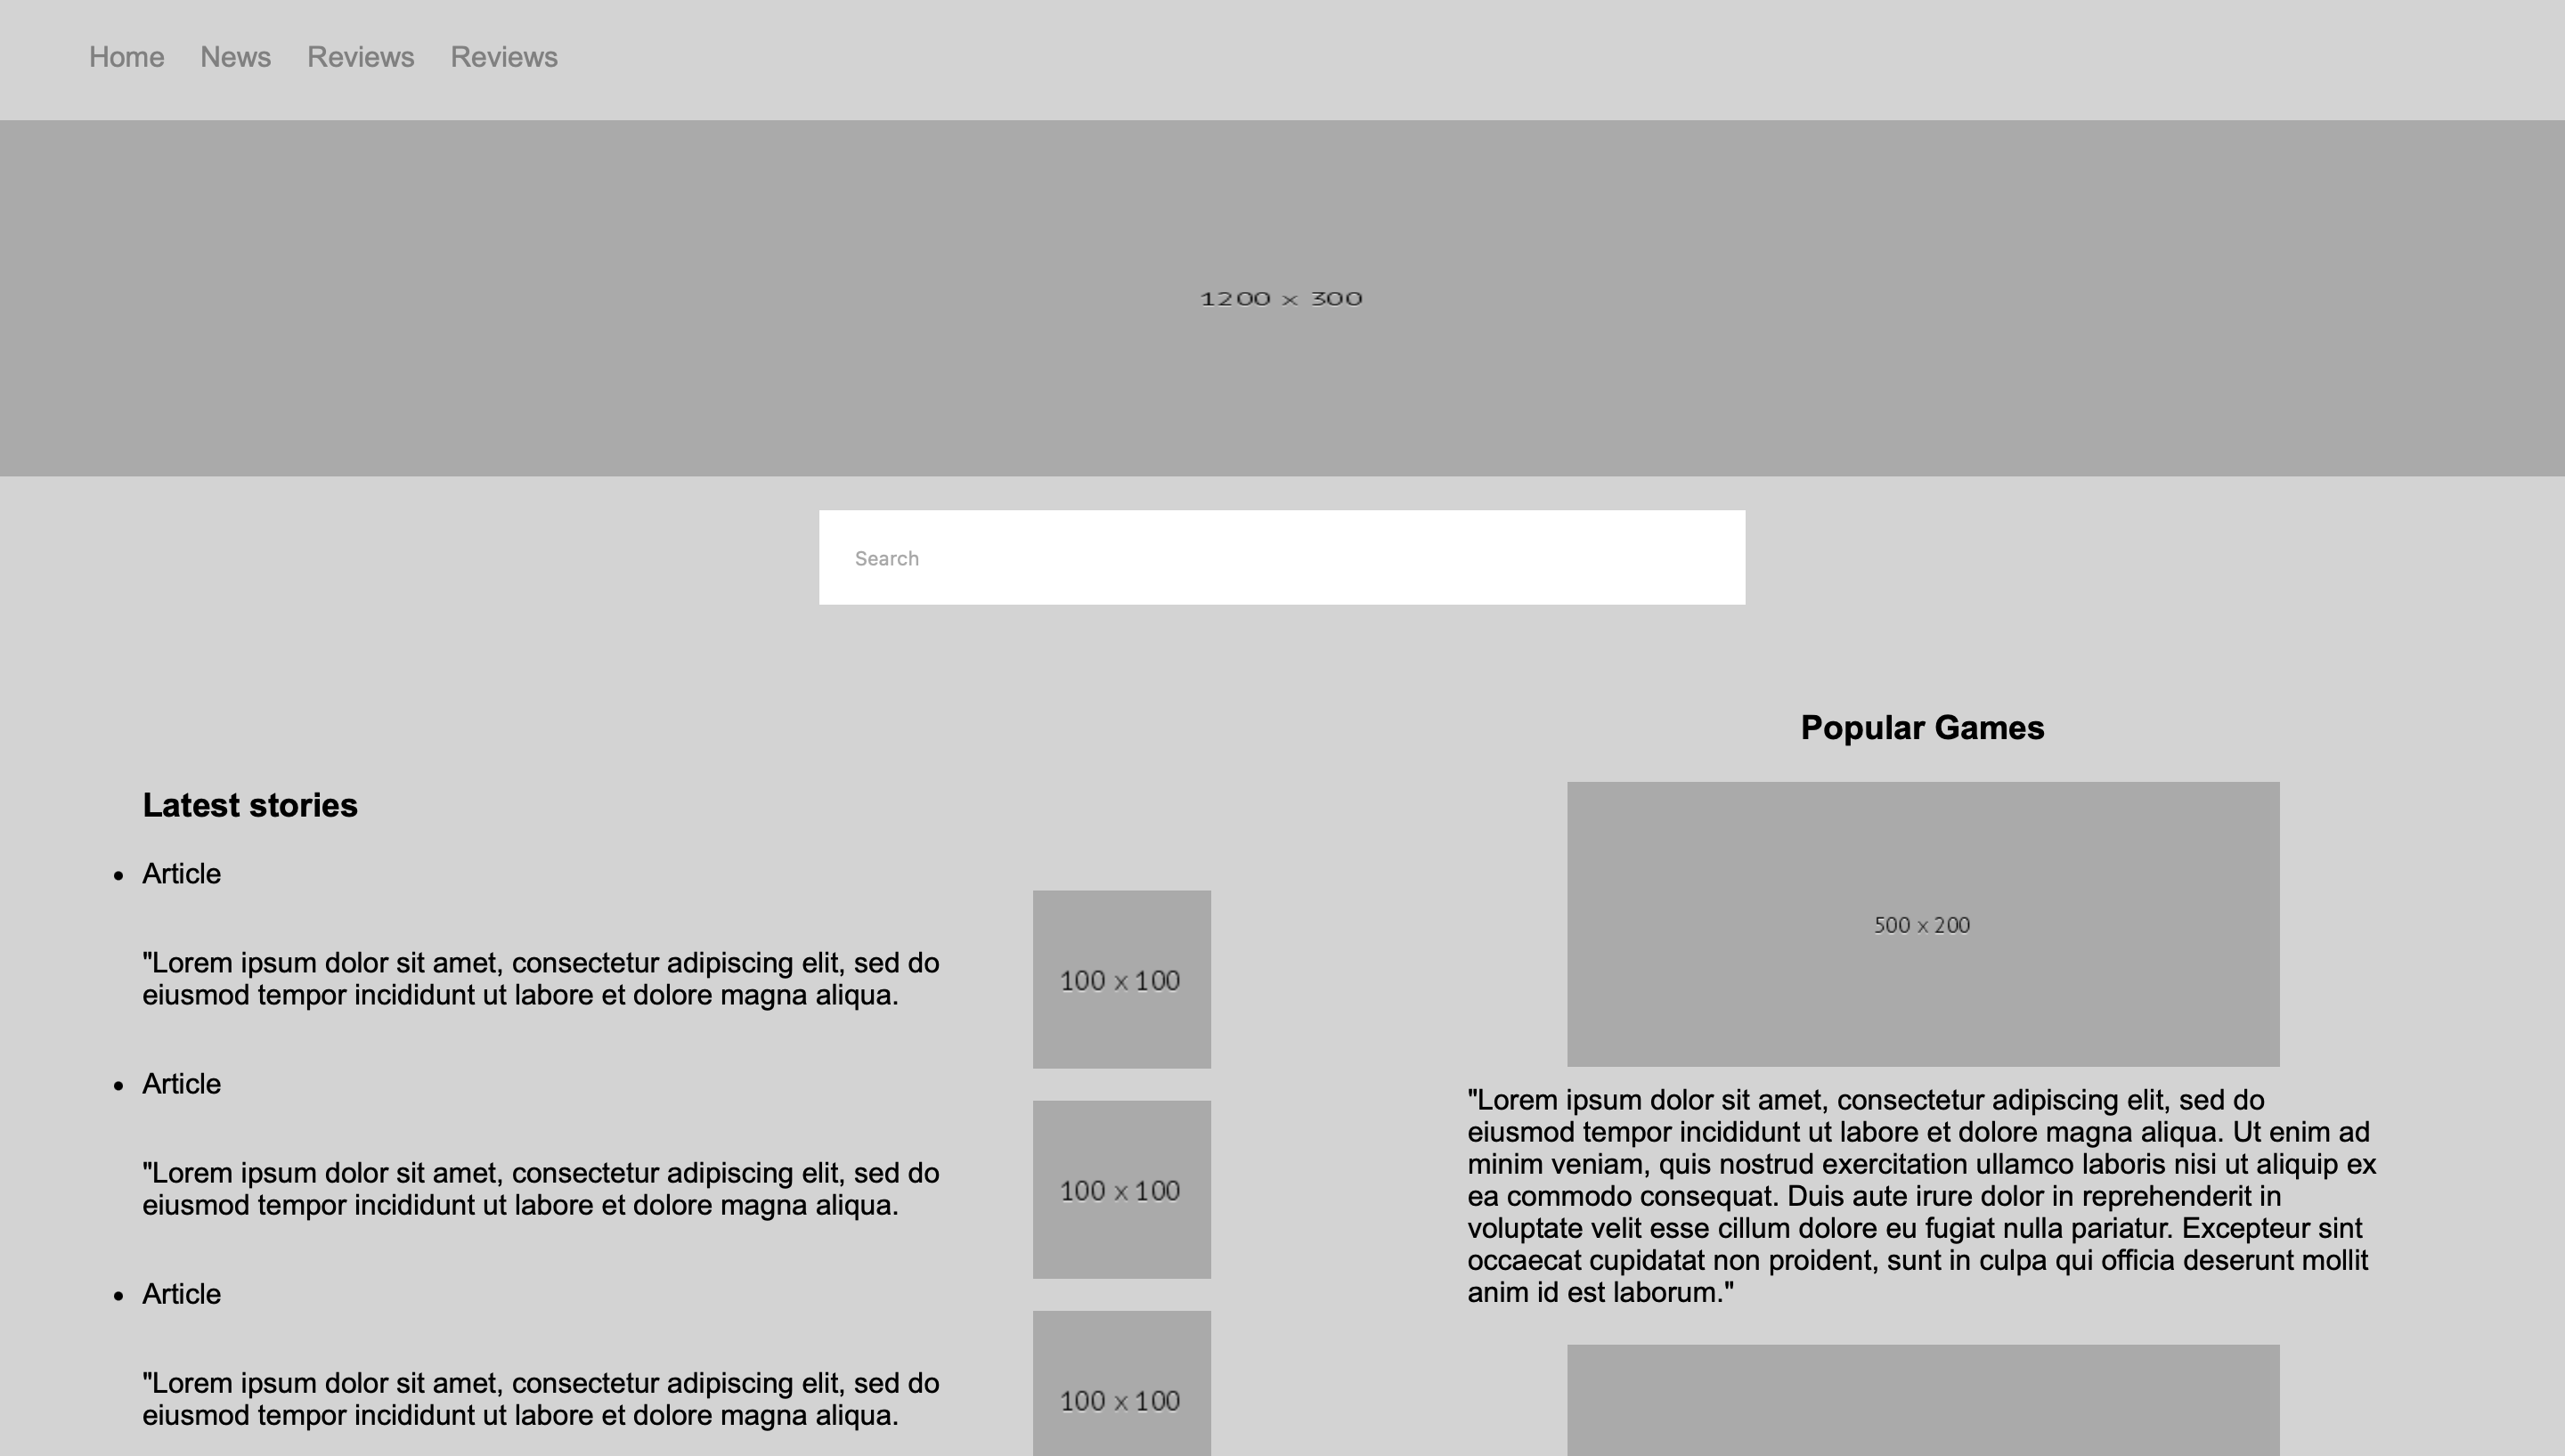 Home News Reviews Reviews
1200 x 300
Search
Latest stories
• Article
"Lorem ipsum dolor sit amet, consectetur adipiscing elit, sed do
eiusmod tempor incididunt ut labore et dolore magna aliqua.
100 x 100
• Article
"Lorem ipsum dolor sit amet, consectetur adipiscing elit, sed do
eiusmod tempor incididunt ut labore et dolore magna aliqua.
100 x 100
• Article
"Lorem ipsum dolor sit amet, consectetur adipiscing elit, sed do
eiusmod tempor incididunt ut labore et dolore magna aliqua.
100 x 100
Popular Games
500 x 200
"Lorem ipsum dolor sit amet, consectetur adipiscing elit, sed do
eiusmod tempor incididunt ut labore et dolore magna aliqua. Ut enim ad
minim veniam, quis nostrud exercitation ullamco laboris nisi ut aliquip ex
ea commodo consequat. Duis aute irure dolor in reprehenderit in
voluptate velit esse cillum dolore eu fugiat nulla pariatur. Excepteur sint
occaecat cupidatat non proident, sunt in culpa qui officia deserunt mollit
anim id est laborum."